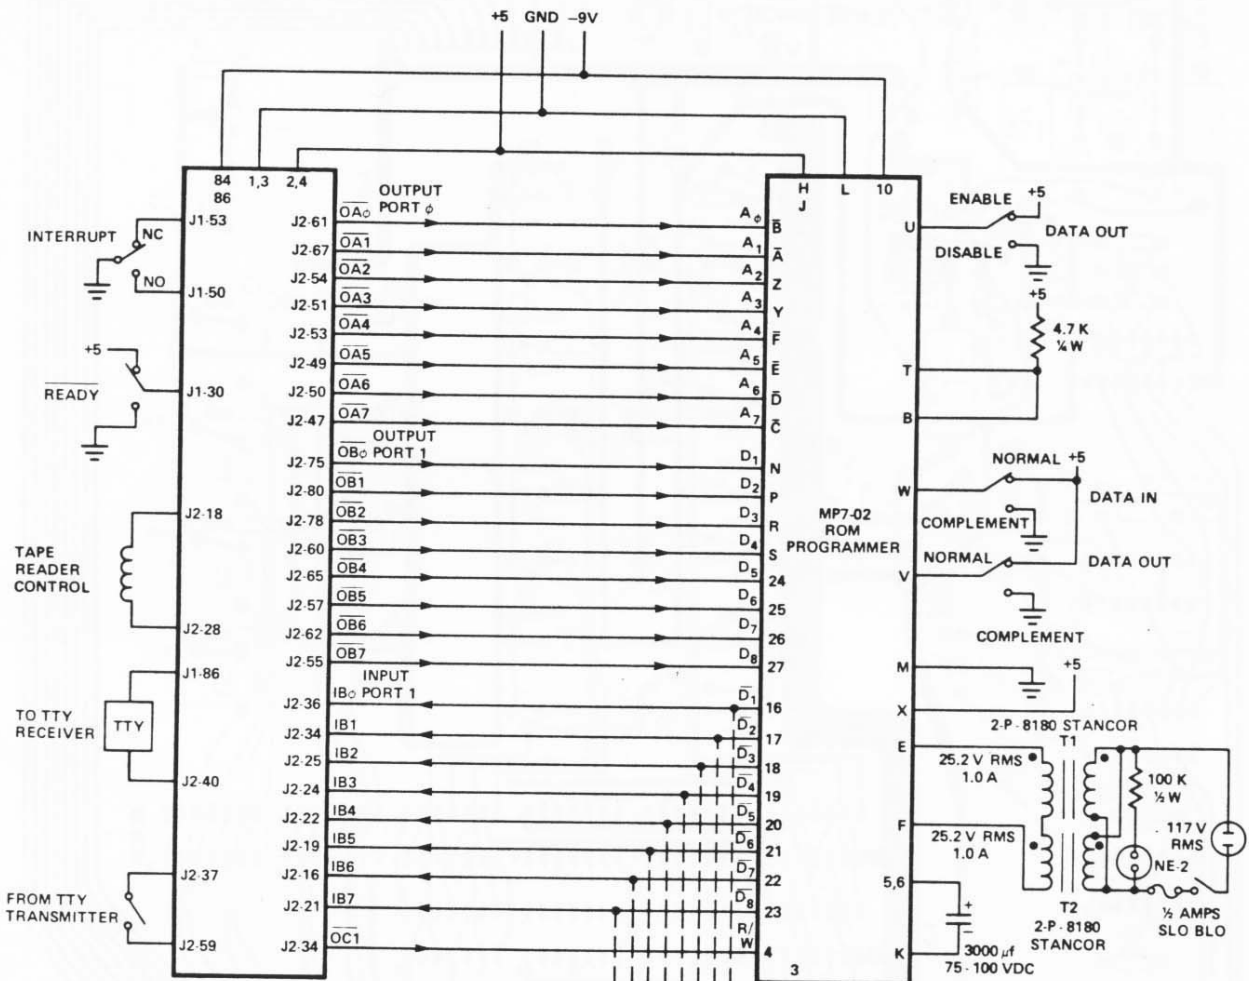 +5 GND -9V
84 86
1,3
2,4
H J
L
10
INTERRUPT
NC
NO
J1-53
J1-50
+5
READY
J1-30
J2-18
TAPE
READER
CONTROL
J2-28
J1-86
TO TTY
RECEIVER
TTY
J2-40
J2-37
FROM TTY
TRANSMITTER
J2-59
OUTPUT
PORT φ
J2-61 OAφ Aφ B
J2-67 OA1 A1 A
J2-54 OA2 A2 Z
J2-51 OA3 A3 Y
J2-53 OA4 A4 F
J2-49 OA5 A5 E
J2-50 OA6 A6 D
J2-47 OA7 A7 C
OUTPUT
PORT 1
J2-75 OBφ D1 N
J2-80 OB1 D2 P
J2-78 OB2 D3 R
J2-60 OB3 D4 S
J2-65 OB4 D5 24
J2-57 OB5 D6 25
J2-62 OB6 D7 26
J2-55 OB7 D8 27
INPUT
PORT 1
J2-36 IBφ D1 16
J2-34 IB1 D2 17
J2-25 IB2 D3 18
J2-24 IB3 D4 19
J2-22 IB4 D5 20
J2-19 IB5 D6 21
J2-16 IB6 D7 22
J2-21 IB7 D8 23
J2-34 OC1 R/W 4
3
MP7-02
ROM
PROGRAMMER
U
ENABLE
+5
DATA OUT
DISABLE
+5
4.7 K
¼ W
T
B
W
NORMAL
+5
DATA IN
COMPLEMENT
V
NORMAL
DATA OUT
COMPLEMENT
M
+5
X
2-P-8180 STANCOR
T1
E
25.2 V RMS
1.0 A
100 K
½ W
117 V
RMS
F
25.2 V RMS
1.0 A
NE-2
5,6
T2
2-P-8180
STANCOR
½ AMPS
SLO BLO
+
–
K
3000 μf
75-100 VDC